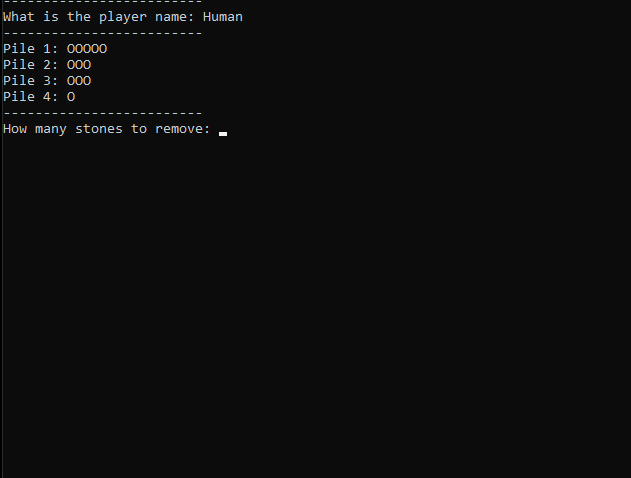 -------------------------
What is the player name: Human
-------------------------
Pile 1: OOOOO
Pile 2: OOO
Pile 3: OOO
Pile 4: O
-------------------------
How many stones to remove: